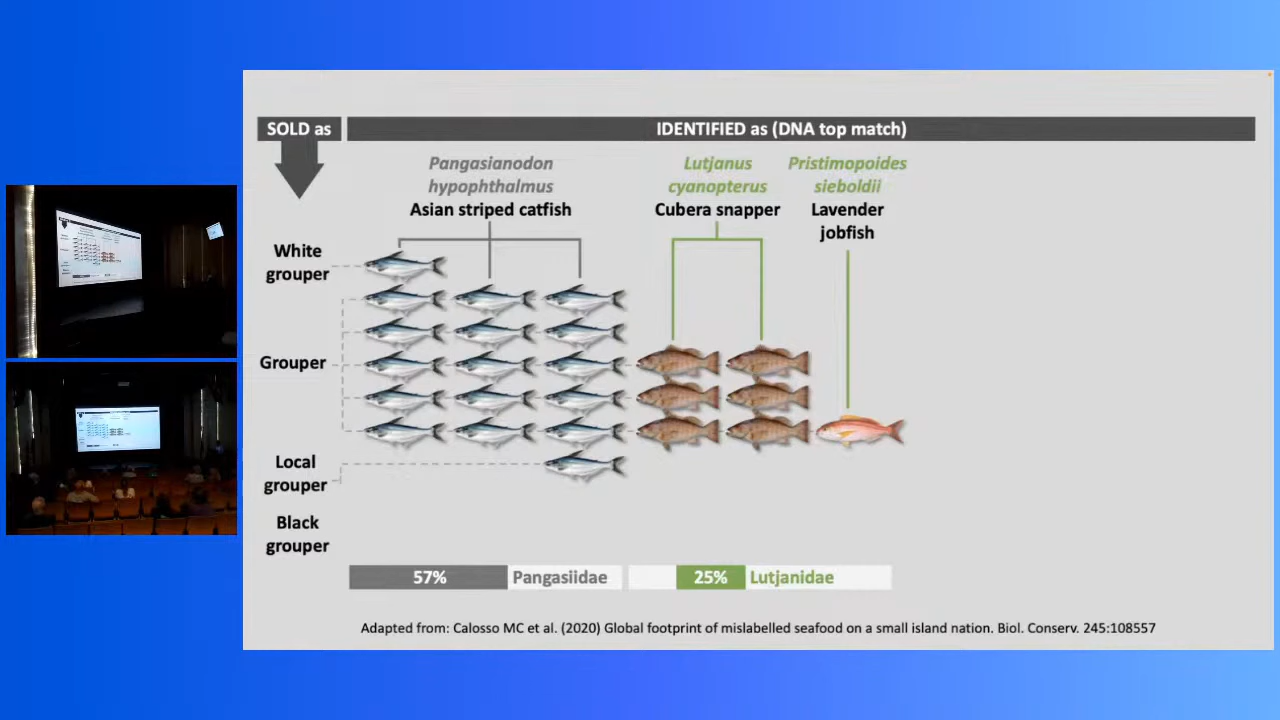 SOLD as
IDENTIFIED as (DNA top match)
Pangasianodon
hypophthalmus
Asian striped catfish
Lutjanus
cyanopterus
Cubera snapper
Pristimopoides
sieboldii
Lavender
jobfish
White
grouper
Grouper
Local
grouper
Black
grouper
57%
Pangasiidae
25%
Lutjanidae
Adapted from: Calosso MC et al. (2020) Global footprint of mislabelled seafood on a small island nation. Biol. Conserv. 245:108557